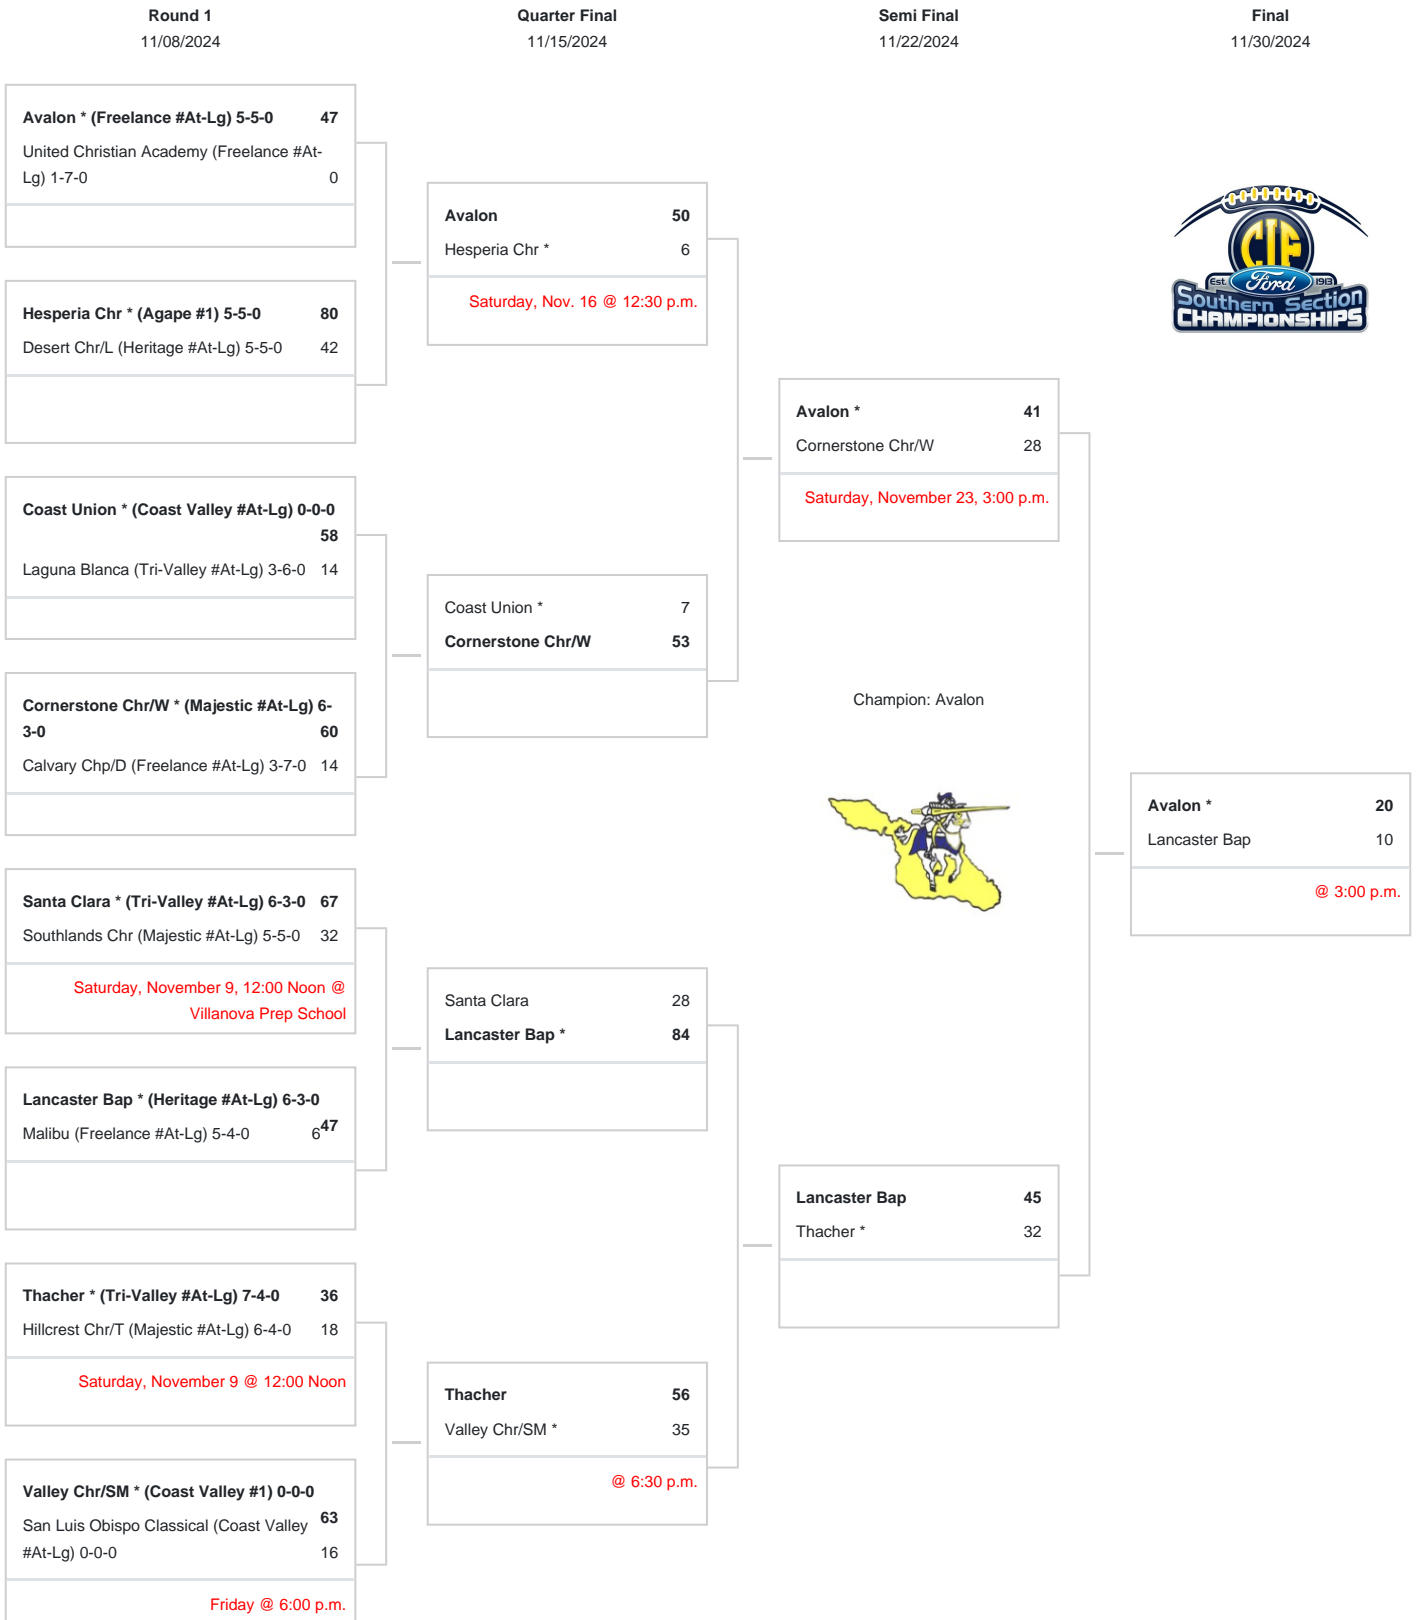 Round 1
11/08/2024
Quarter Final
11/15/2024
Semi Final
11/22/2024
Final
11/30/2024
Avalon * (Freelance #At-Lg) 5-5-0 47
United Christian Academy (Freelance #At-
Lg) 1-7-0 0
Hesperia Chr * (Agape #1) 5-5-0 80
Desert Chr/L (Heritage #At-Lg) 5-5-0 42
Coast Union * (Coast Valley #At-Lg) 0-0-0
58
Laguna Blanca (Tri-Valley #At-Lg) 3-6-0 14
Cornerstone Chr/W * (Majestic #At-Lg) 6-
3-0 60
Calvary Chp/D (Freelance #At-Lg) 3-7-0 14
Santa Clara * (Tri-Valley #At-Lg) 6-3-0 67
Southlands Chr (Majestic #At-Lg) 5-5-0 32
Saturday, November 9, 12:00 Noon @
Villanova Prep School
Lancaster Bap * (Heritage #At-Lg) 6-3-0
47
Malibu (Freelance #At-Lg) 5-4-0 6
Thacher * (Tri-Valley #At-Lg) 7-4-0 36
Hillcrest Chr/T (Majestic #At-Lg) 6-4-0 18
Saturday, November 9 @ 12:00 Noon
Valley Chr/SM * (Coast Valley #1) 0-0-0
63
San Luis Obispo Classical (Coast Valley
#At-Lg) 0-0-0 16
Friday @ 6:00 p.m.
Avalon 50
Hesperia Chr * 6
Saturday, Nov. 16 @ 12:30 p.m.
Coast Union * 7
Cornerstone Chr/W 53
Santa Clara 28
Lancaster Bap * 84
Thacher 56
Valley Chr/SM * 35
@ 6:30 p.m.
Avalon * 41
Cornerstone Chr/W 28
Saturday, November 23, 3:00 p.m.
Champion: Avalon
Lancaster Bap 45
Thacher * 32
CIF
Est. Ford 1913
Southern Section
CHAMPIONSHIPS
Avalon * 20
Lancaster Bap 10
@ 3:00 p.m.